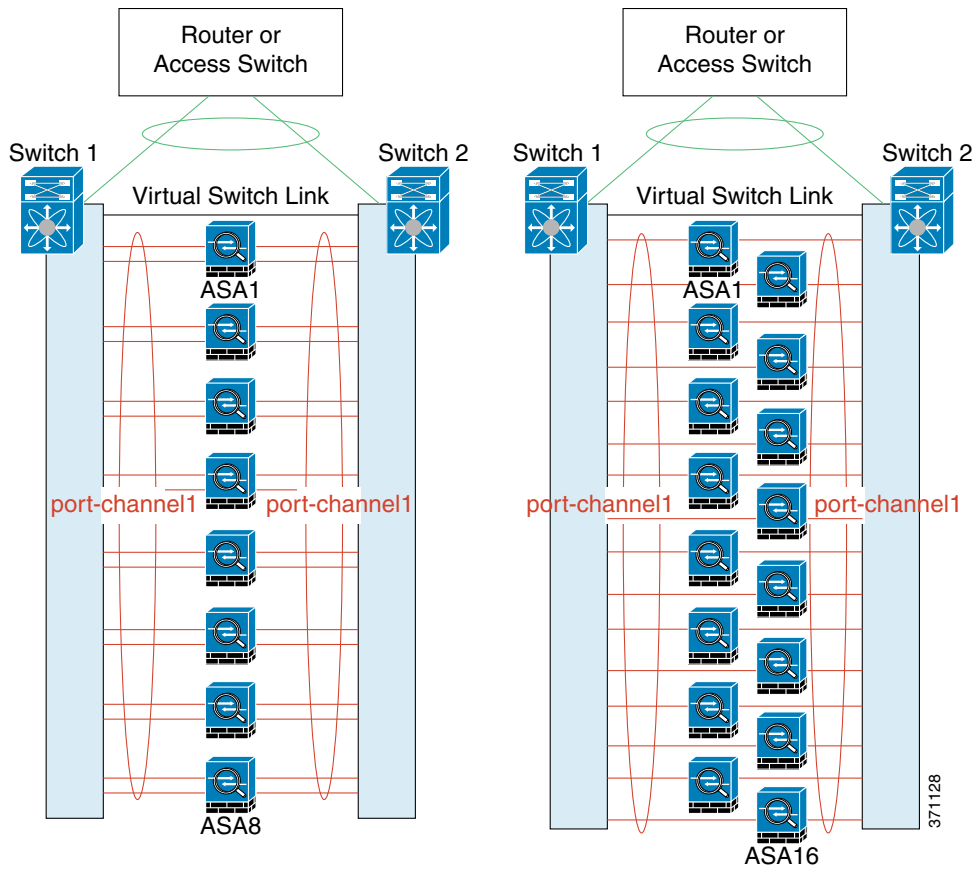 Router or
Access Switch
Switch 1
Switch 2
Virtual Switch Link
ASA1
port-channel1
port-channel1
ASA8
Router or
Access Switch
Switch 1
Switch 2
Virtual Switch Link
ASA1
port-channel1
port-channel1
ASA16
371128